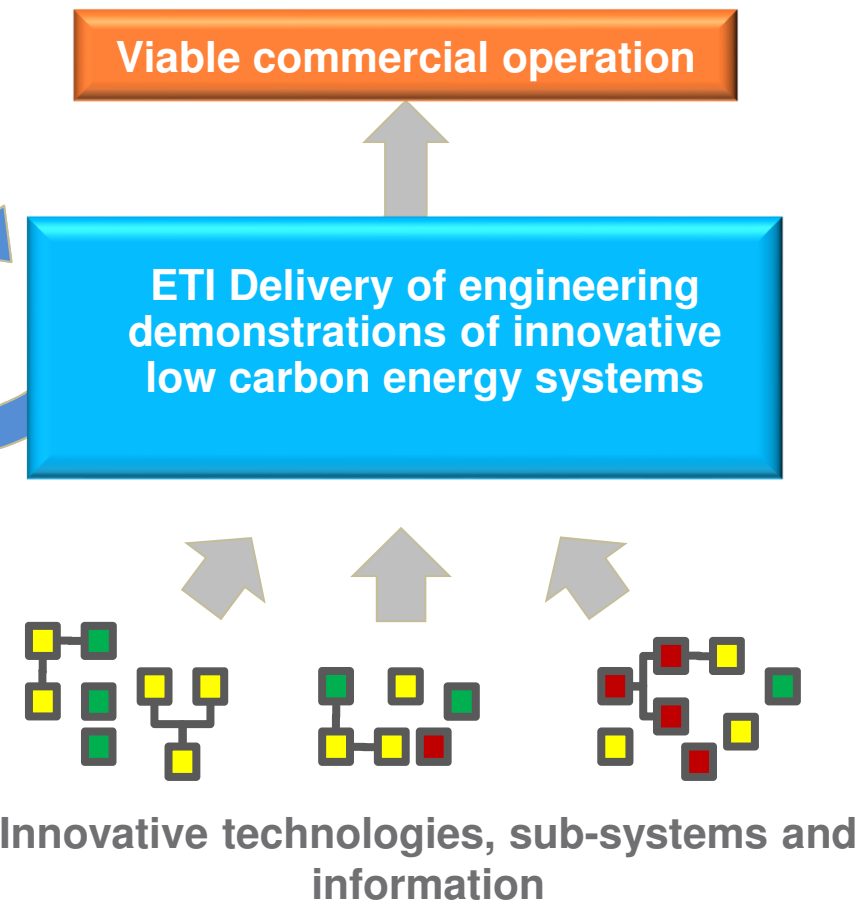 Viable commercial operation
ETI Delivery of engineering
demonstrations of innovative
low carbon energy systems
Innovative technologies, sub-systems and
information